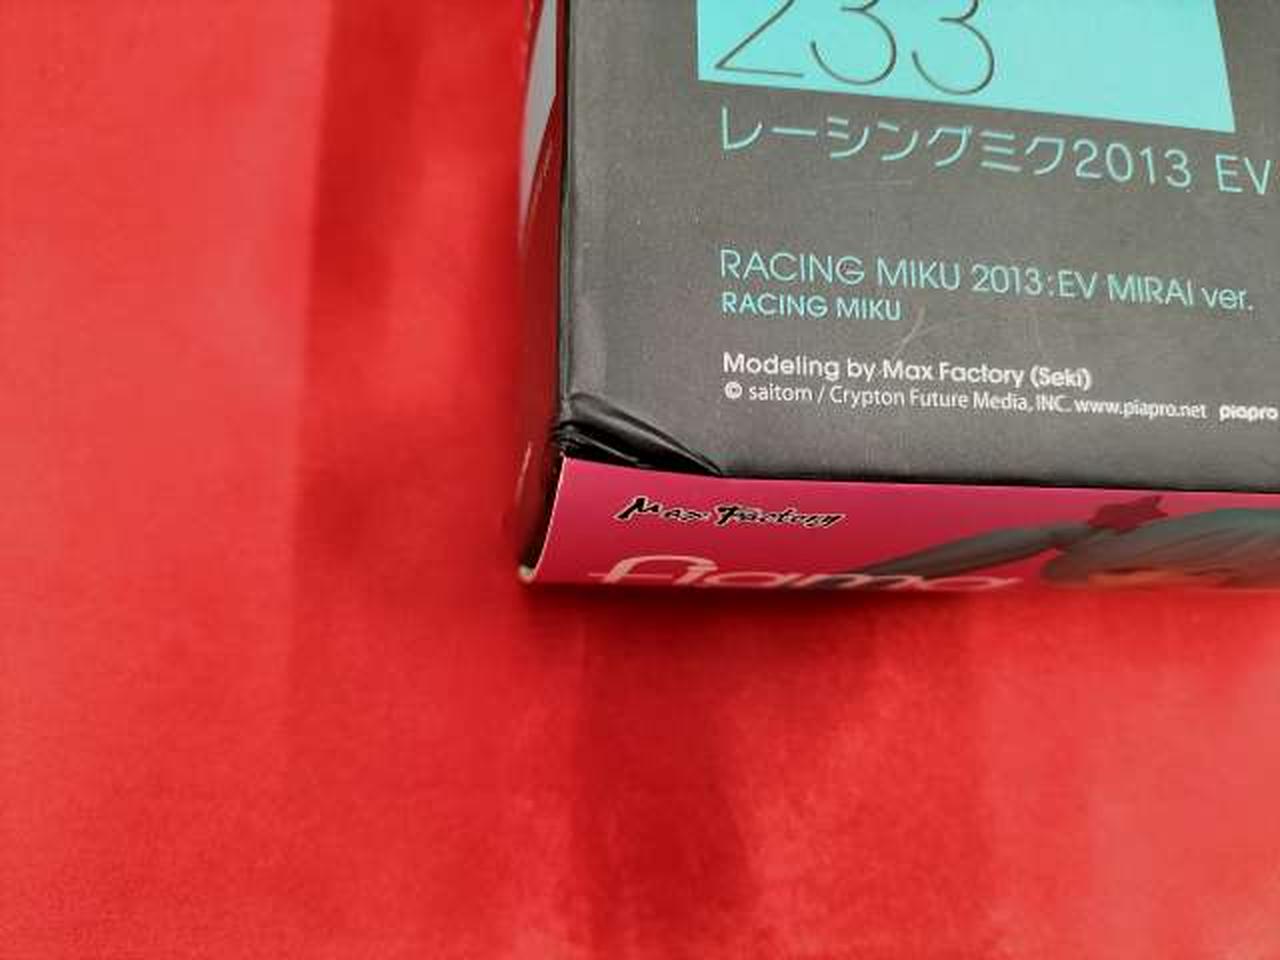 233
レーシングミク2013 EV
RACING MIKU 2013:EV MIRAI ver.
RACING MIKU
Modeling by Max Factory (Seki)
© saitom / Crypton Future Media, INC. www.piapro.net piapro
Max Factory
figma